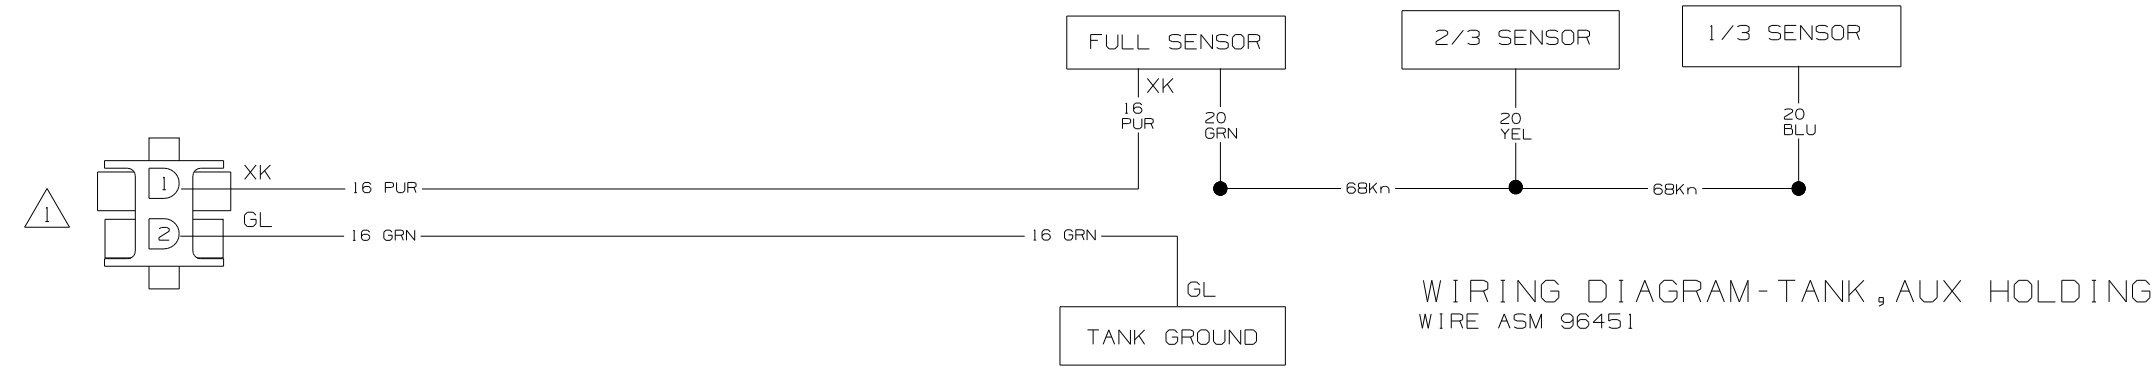 FULL SENSOR
2/3 SENSOR
1/3 SENSOR
XK
16
PUR
20
GRN
20
YEL
20
BLU
1
XK
16 PUR
68Kn
68Kn
1
GL
2
16 GRN
16 GRN
GL
TANK GROUND
WIRING DIAGRAM-TANK,AUX HOLDING
WIRE ASM 96451